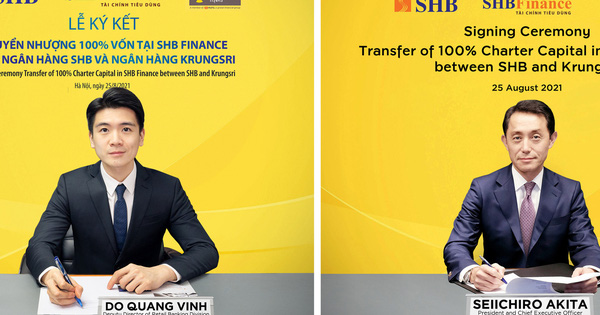 SHB
TÀI CHÍNH TIÊU DÙNG
LỄ KÝ KẾT
UYỂN NHƯỢNG 100% VỐN TẠI SHB FINANCE
NGÂN HÀNG SHB VÀ NGÂN HÀNG KRUNGSRI
eremony Transfer of 100% Charter Capital in SHB Finance between SHB and Krungsri
Hà Nội, ngày 25/8/2021
DO QUANG VINH
Deputy Director of Retail Banking Division
SHB
SHBFinance
TÀI CHÍNH TIÊU DÙNG
Signing Ceremony
Transfer of 100% Charter Capital in
between SHB and Krung
25 August 2021
SEIICHIRO AKITA
President and Chief Executive Officer